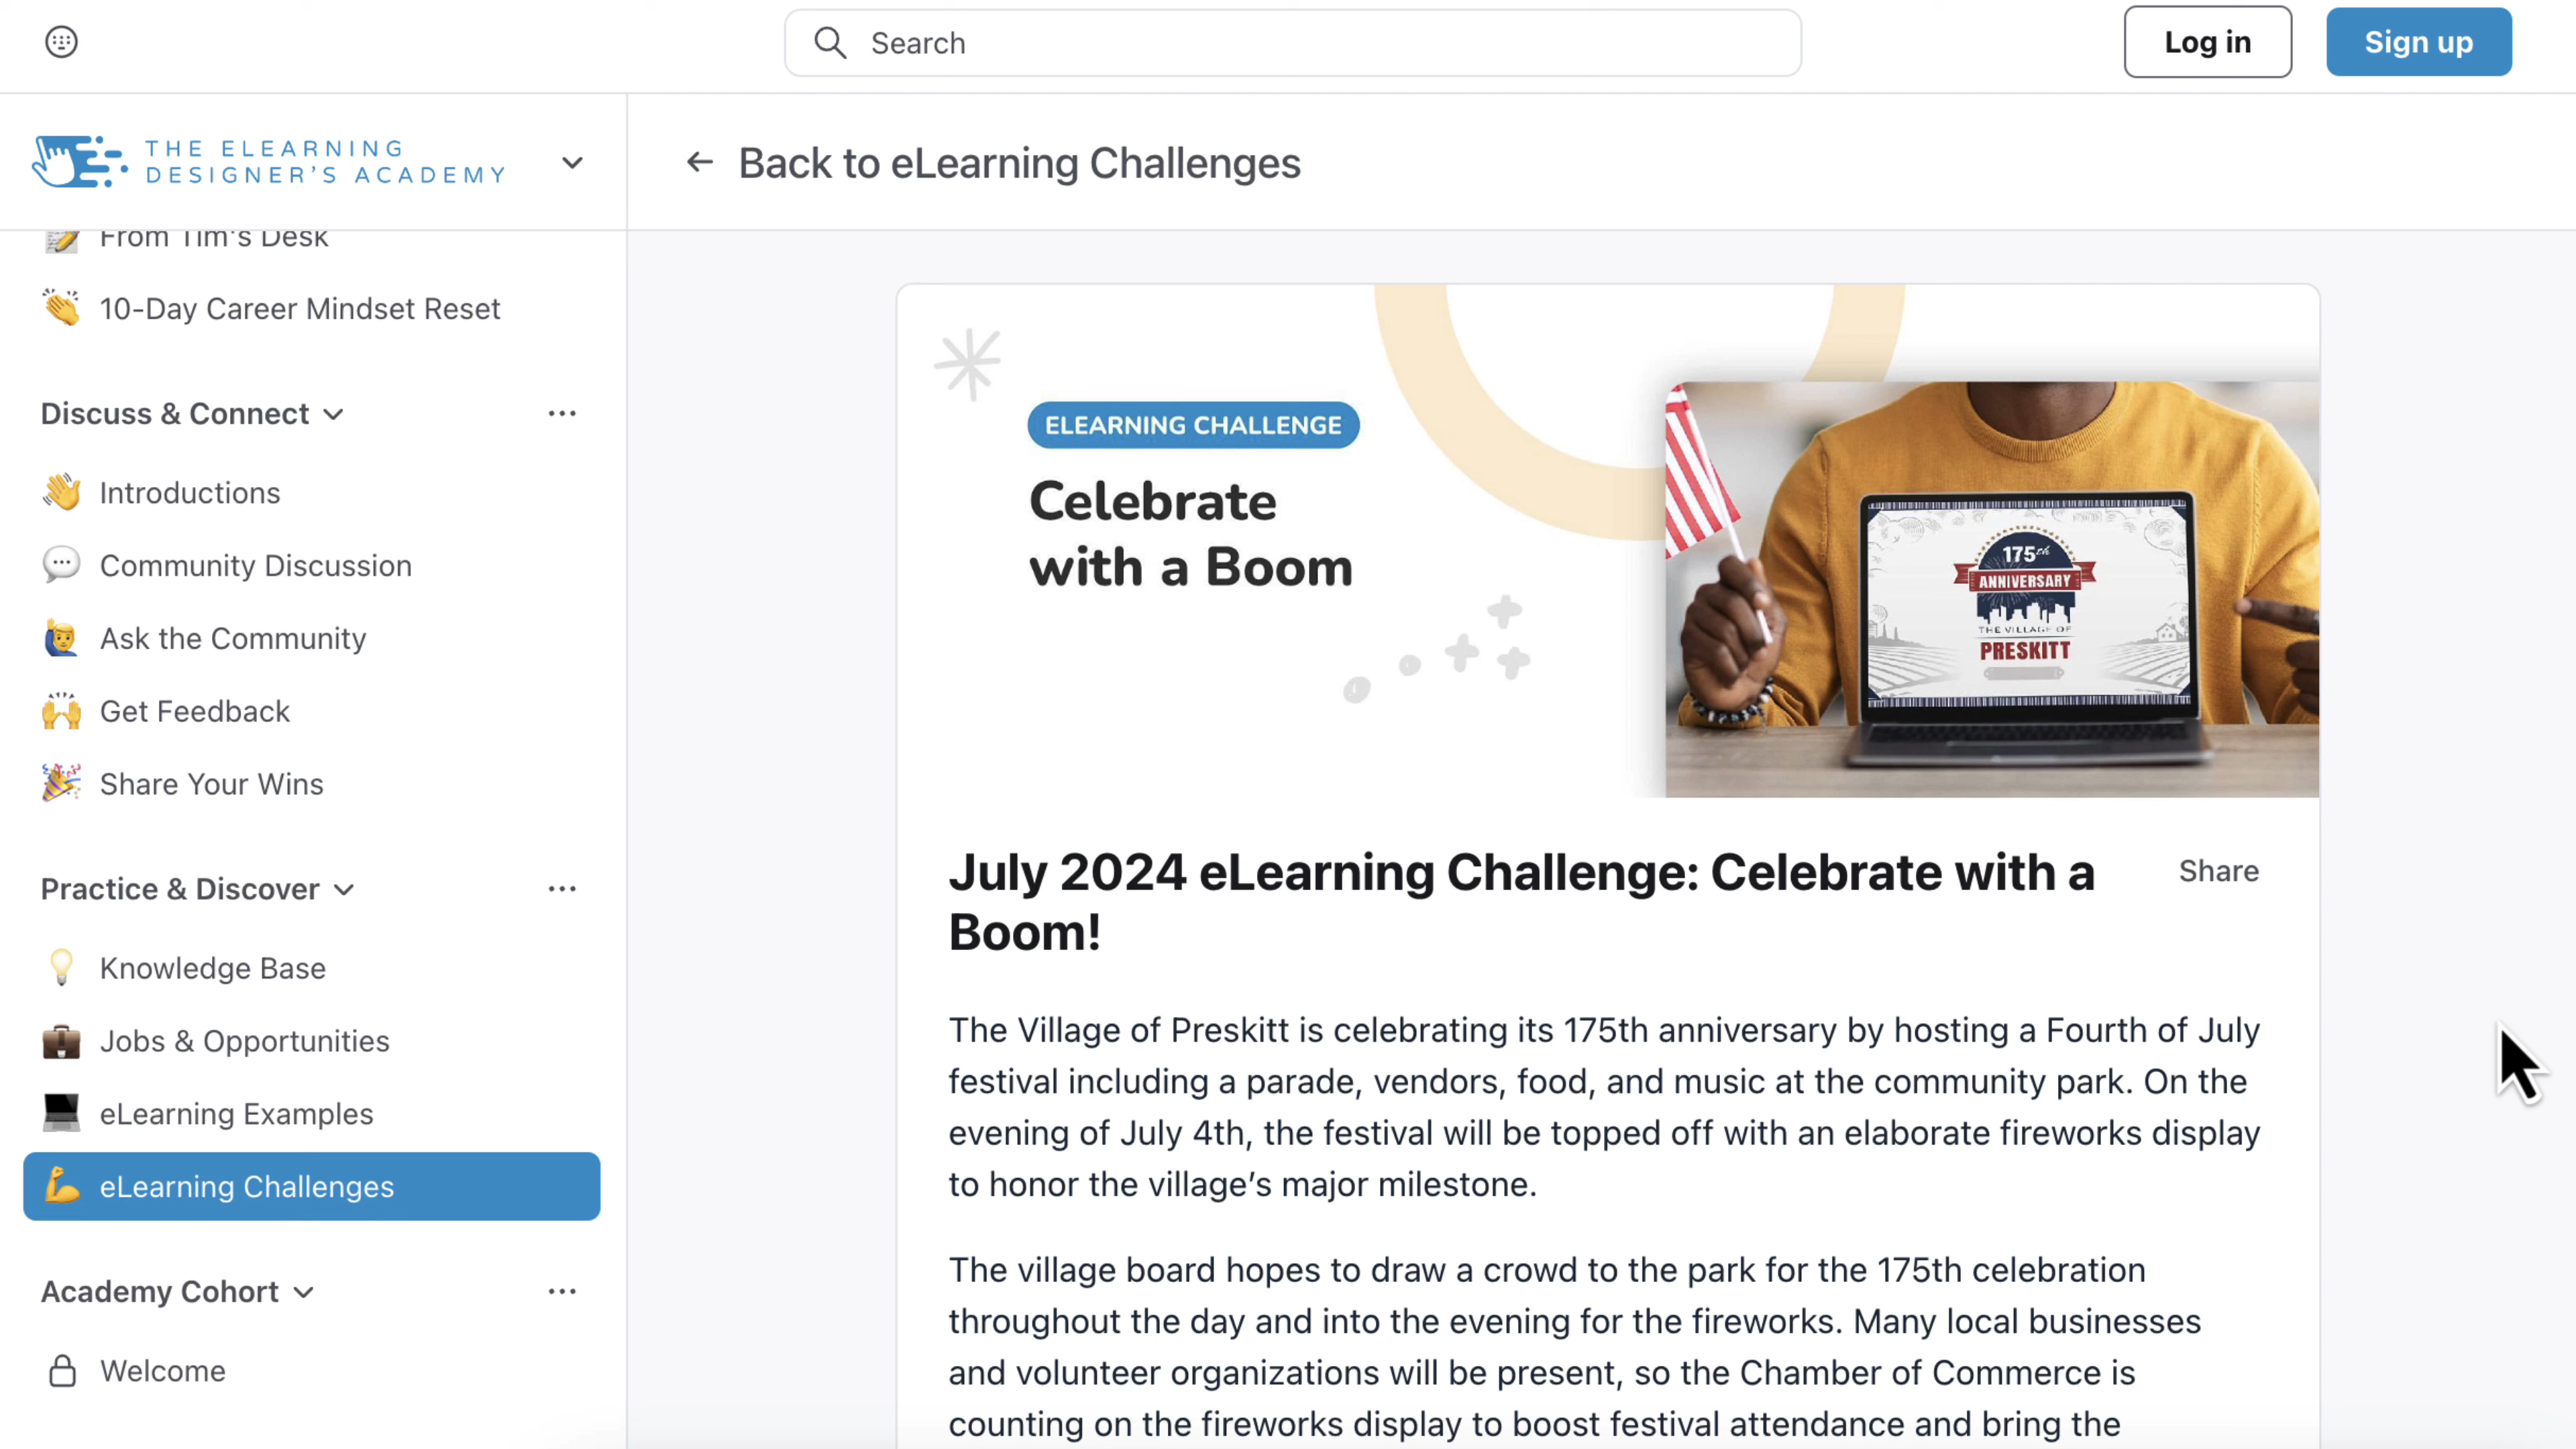 Search
Log in
Sign up
THE ELEARNING
DESIGNER'S ACADEMY
Back to eLearning Challenges
From Tim's Desk
10-Day Career Mindset Reset
Discuss & Connect
Introductions
Community Discussion
Ask the Community
Get Feedback
Share Your Wins
Practice & Discover
Knowledge Base
Jobs & Opportunities
eLearning Examples
eLearning Challenges
Academy Cohort
Welcome
ELEARNING CHALLENGE
Celebrate
with a Boom
175th
ANNIVERSARY
THE VILLAGE OF
PRESKITT
July 2024 eLearning Challenge: Celebrate with a
Boom!
Share
The Village of Preskitt is celebrating its 175th anniversary by hosting a Fourth of July
festival including a parade, vendors, food, and music at the community park. On the
evening of July 4th, the festival will be topped off with an elaborate fireworks display
to honor the village’s major milestone.
The village board hopes to draw a crowd to the park for the 175th celebration
throughout the day and into the evening for the fireworks. Many local businesses
and volunteer organizations will be present, so the Chamber of Commerce is
counting on the fireworks display to boost festival attendance and bring the